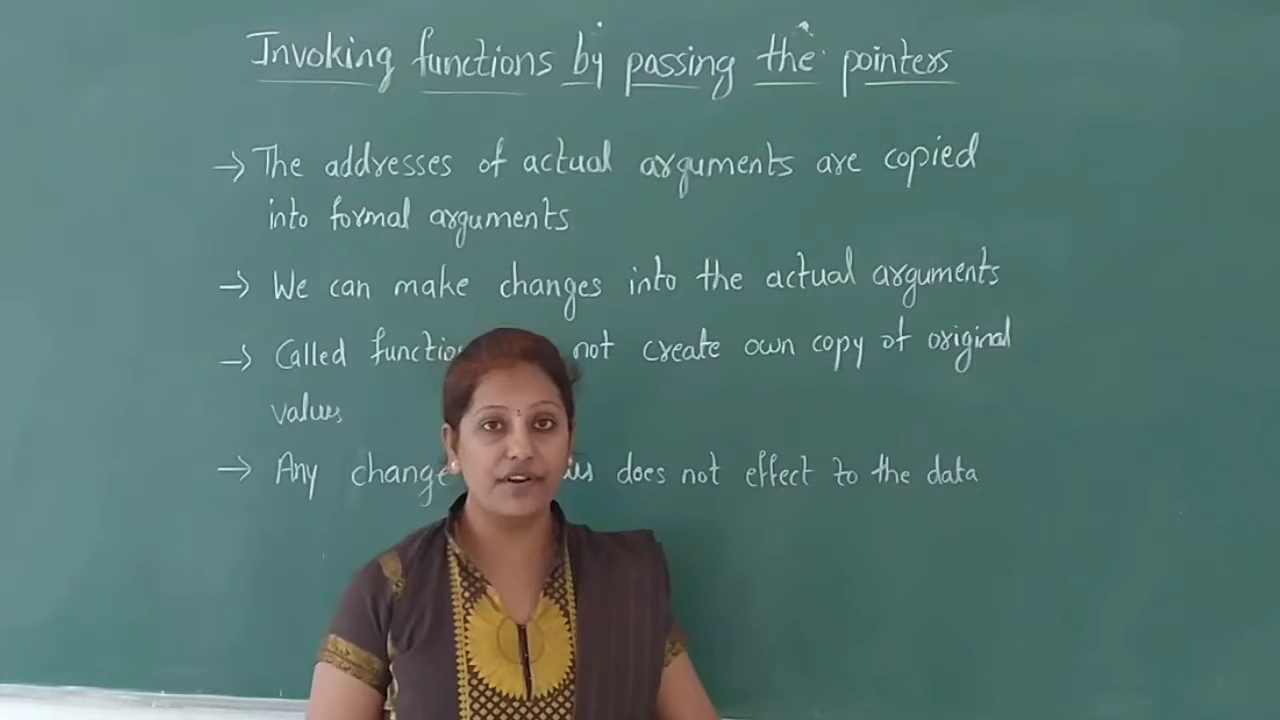 Invoking functions by passing the pointers
→ The addresses of actual arguments are copied
into formal arguments
→ We can make changes into the actual arguments
→ Called not create own copy of original
values
→ Any does not effect to the data